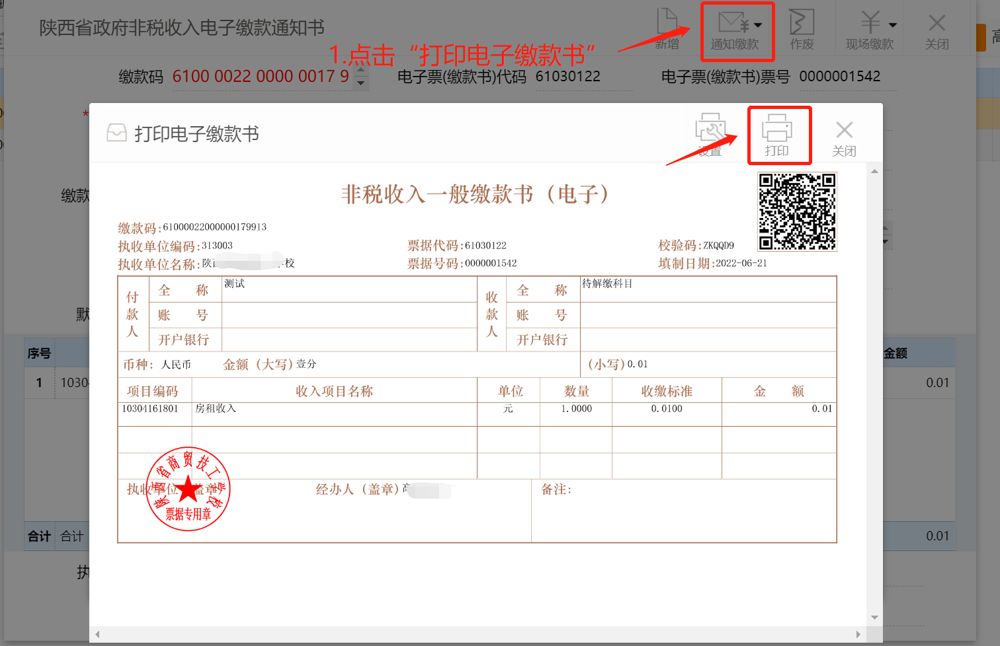 陕西省政府非税收入电子缴款通知书
新增
通知缴款
作废
现场缴款
关闭
高
1.点击“打印电子缴款书”
缴款码 6100 0022 0000 0017 9
电子票(缴款书)代码 61030122
电子票(缴款书)票号 0000001542
*
打印电子缴款书
设置
打印
关闭
缴款
非税收入一般缴款书（电子）
缴款码:61000022000000179913
执收单位编码:313003
票据代码:61030122
校验码:ZKQQD9
执收单位名称:陕 校
票据号码:0000001542
填制日期:2022-06-21
付款人
全 称
测试
收款人
全 称
待解缴科目
账 号
账 号
开户银行
开户银行
默
币种: 人民币
金额（大写)壹分
（小写)0.01
序号
金额
项目编码
收入项目名称
单位
数量
收缴标准
金 额
1
1030
0.01
10304161801
房租收入
元
1.0000
0.0100
0.01
陕西省商贸技工学校
票据专用章
执收单位（盖章)
经办人（盖章)高
备注:
合计
合计
0.01
执